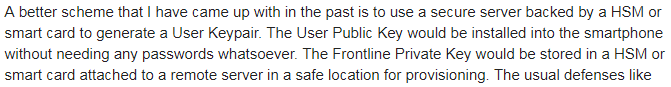 A better scheme that I have came up with in the past is to use a secure server backed by a HSM or
smart card to generate a User Keypair. The User Public Key would be installed into the smartphone
without needing any passwords whatsoever. The Frontline Private Key would be stored in a HSM or
smart card attached to a remote server in a safe location for provisioning. The usual defenses like